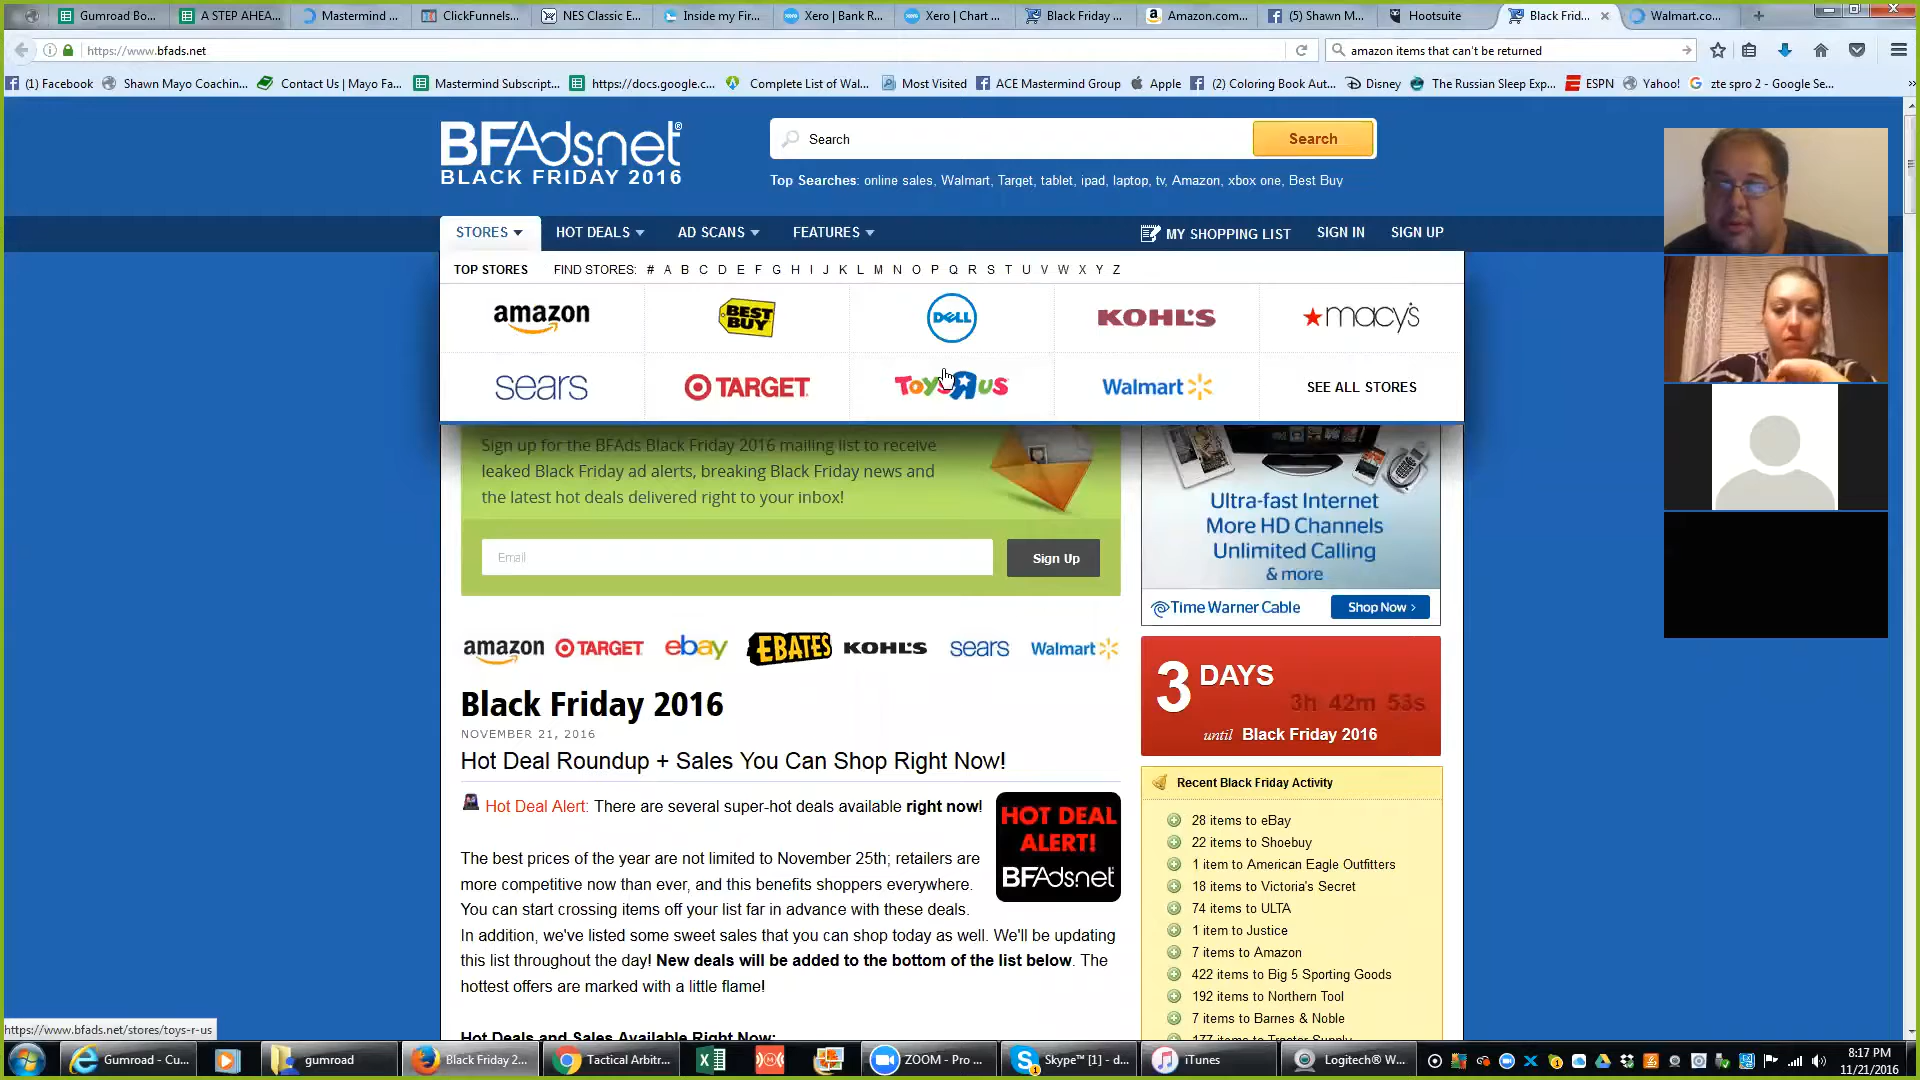 Gumroad Bo...
A STEP AHEA...
Mastermind ...
ClickFunnels...
NES Classic E...
Inside my Fir...
Xero | Bank R...
Xero | Chart ...
Black Friday ...
Amazon.com...
(5) Shawn M...
Hootsuite
Black Frid...
Walmart.co...
https://www.bfads.net
amazon items that can't be returned
(1) Facebook
Shawn Mayo Coachin...
Contact Us | Mayo Fa...
Mastermind Subscript...
https://docs.google.c...
Complete List of Wal...
Most Visited
ACE Mastermind Group
Apple
(2) Coloring Book Aut...
Disney
The Russian Sleep Exp...
ESPN
Yahoo!
zte spro 2 - Google Se...
BFAdsnet®
BLACK FRIDAY 2016
Search
Search
Top Searches: online sales, Walmart, Target, tablet, ipad, laptop, tv, Amazon, xbox one, Best Buy
STORES
HOT DEALS
AD SCANS
FEATURES
MY SHOPPING LIST
SIGN IN
SIGN UP
TOP STORES
FIND STORES: # A B C D E F G H I J K L M N O P Q R S T U V W X Y Z
amazon
BEST BUY
DELL
KOHL'S
macy's
sears
TARGET
ToysRus
Walmart
SEE ALL STORES
Sign up for the BFAds Black Friday 2016 mailing list to receive
leaked Black Friday ad alerts, breaking Black Friday news and
the latest hot deals delivered right to your inbox!
Email
Sign Up
Ultra-fast Internet
More HD Channels
Unlimited Calling
& more
Time Warner Cable
Shop Now >
amazon
TARGET
ebay
EBATES
KOHL'S
sears
Walmart
Black Friday 2016
NOVEMBER 21, 2016
Hot Deal Roundup + Sales You Can Shop Right Now!
3 DAYS
3h 42m 53s
until Black Friday 2016
Hot Deal Alert: There are several super-hot deals available right now!
HOT DEAL
ALERT!
BFAdsnet
The best prices of the year are not limited to November 25th; retailers are
more competitive now than ever, and this benefits shoppers everywhere.
You can start crossing items off your list far in advance with these deals.
In addition, we've listed some sweet sales that you can shop today as well. We'll be updating
this list throughout the day! New deals will be added to the bottom of the list below. The
hottest offers are marked with a little flame!
Hot Deals and Sales Available Right Now:
Recent Black Friday Activity
28 items to eBay
22 items to Shoebuy
1 item to American Eagle Outfitters
18 items to Victoria's Secret
74 items to ULTA
1 item to Justice
7 items to Amazon
422 items to Big 5 Sporting Goods
192 items to Northern Tool
7 items to Barnes & Noble
177 items to Tractor Supply
https://www.bfads.net/stores/toys-r-us
Gumroad - Cu...
gumroad
Black Friday 2...
Tactical Arbitr...
ZOOM - Pro ...
Skype™ [1] - d...
iTunes
Logitech® W...
8:17 PM
11/21/2016